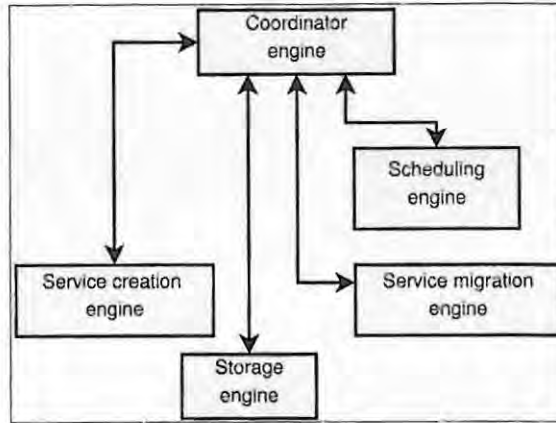 Coordinator
engine
Scheduling
engine
Service creation
engine
Service migration
engine
Storage
engine